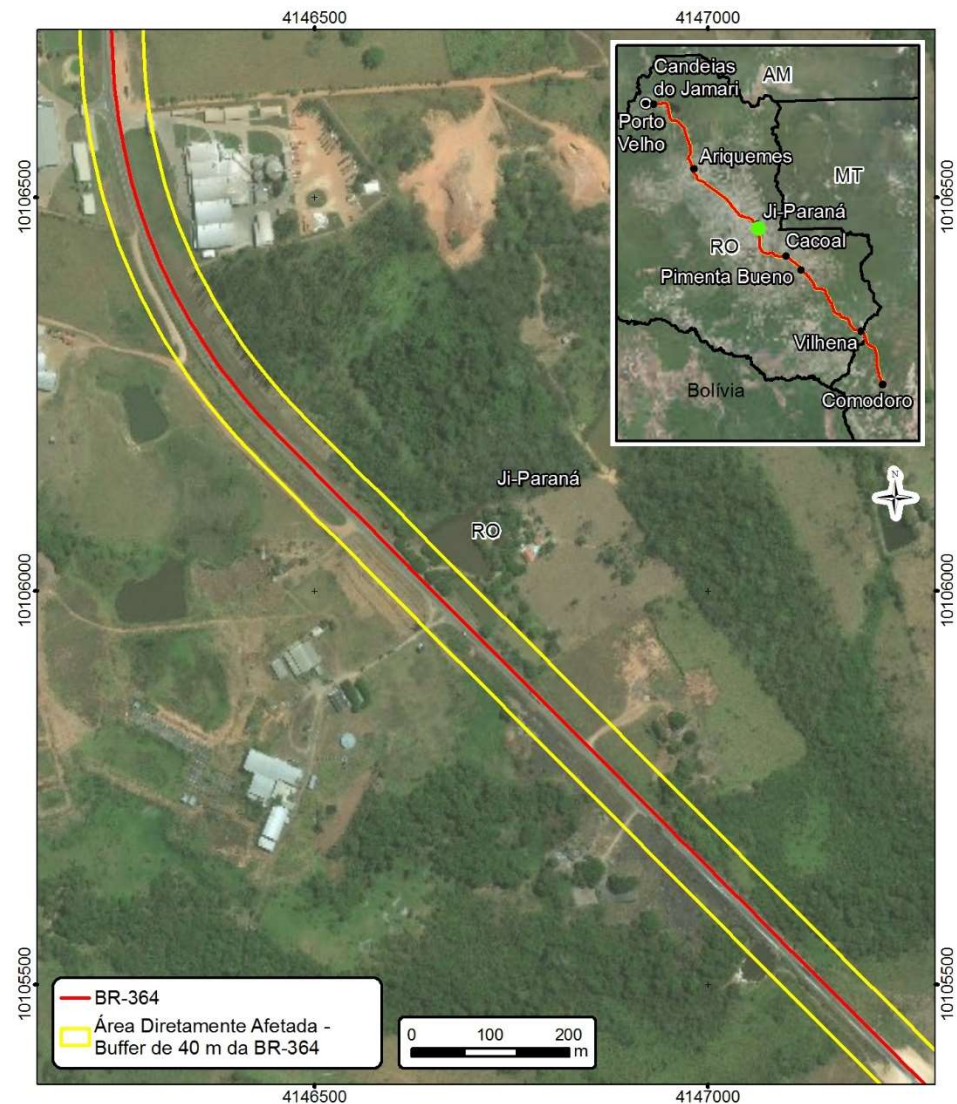 4146500
4147000
10106500
10106500
Candeias
do Jamari
AM
Porto
Velho
Ariquemes
MT
Ji-Paraná
RO
Cacoal
Pimenta Bueno
Vilhena
Bolívia
Comodoro
N
Ji-Paraná
RO
10106000
10106000
10105500
10105500
BR-364
Área Diretamente Afetada -
Buffer de 40 m da BR-364
0 100 200
m
4146500
4147000